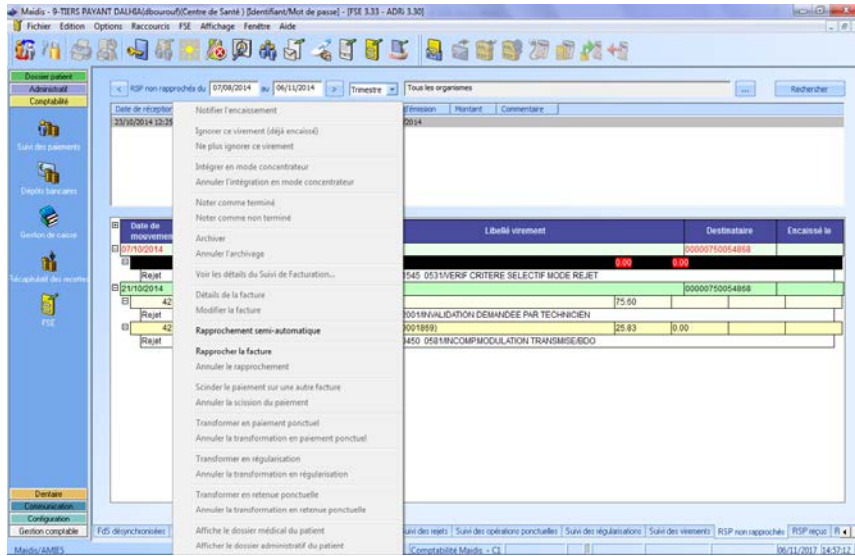 Maidis - 9-TIERS PAYANT DALHIA(dbourouf)(Centre de Santé ) [Identifiant/Mot de passe] - [FSE 3.33 - ADRi 3.30]
Fichier Edition Options Raccourcis FSE Affichage Fenêtre Aide
Dossier patient
Administratif
Comptabilité
Suivi des paiements
Dépôts bancaires
Gestion de caisse
Récapitulatif des recettes
FSE
Dentaire
Communication
Configuration
Gestion comptable
< RSP non rapprochés du 07/08/2014 au 06/11/2014 > Trimestre Tous les organismes ... Rechercher
Date de réception d'émission Montant Commentaire
23/10/2014 12:25 2014
Notifier l'encaissement
Ignorer ce virement (déjà encaissé)
Ne plus ignorer ce virement
Intégrer en mode concentrateur
Annuler l'intégration en mode concentrateur
Noter comme terminé
Noter comme non terminé
Archiver
Annuler l'archivage
Voir les détails du Suivi de Facturation...
Détails de la facture
Modifier la facture
Rapprochement semi-automatique
Rapprocher la facture
Annuler le rapprochement
Scinder le paiement sur une autre facture
Annuler la scission du paiement
Transformer en paiement ponctuel
Annuler la transformation en paiement ponctuel
Transformer en régularisation
Annuler la transformation en régularisation
Transformer en retenue ponctuelle
Annuler la transformation en retenue ponctuelle
Affiche le dossier médical du patient
Afficher le dossier administratif du patient
Date de mouvemen Libellé virement Destinataire Encaissé le
07/10/2014 00000750054868
0.00 0.00
Rejet 1545 0531/VERIF CRITERE SELECTIF MODE REJET
21/10/2014 00000750054868
42 75.60
Rejet 2001/INVALIDATION DEMANDEE PAR TECHNICIEN
42 0001869) 25.83 0.00
Rejet 3450 0581/INCOMP.MODULATION TRANSMISE/BDO
FdS désynchronisées Suivi des rejets Suivi des opérations ponctuelles Suivi des régularisations Suivi des virements RSP non rapprochés RSP reçus R
Maidis/AMIES Comptabilité Maidis - C1 06/11/2017 14:57:12